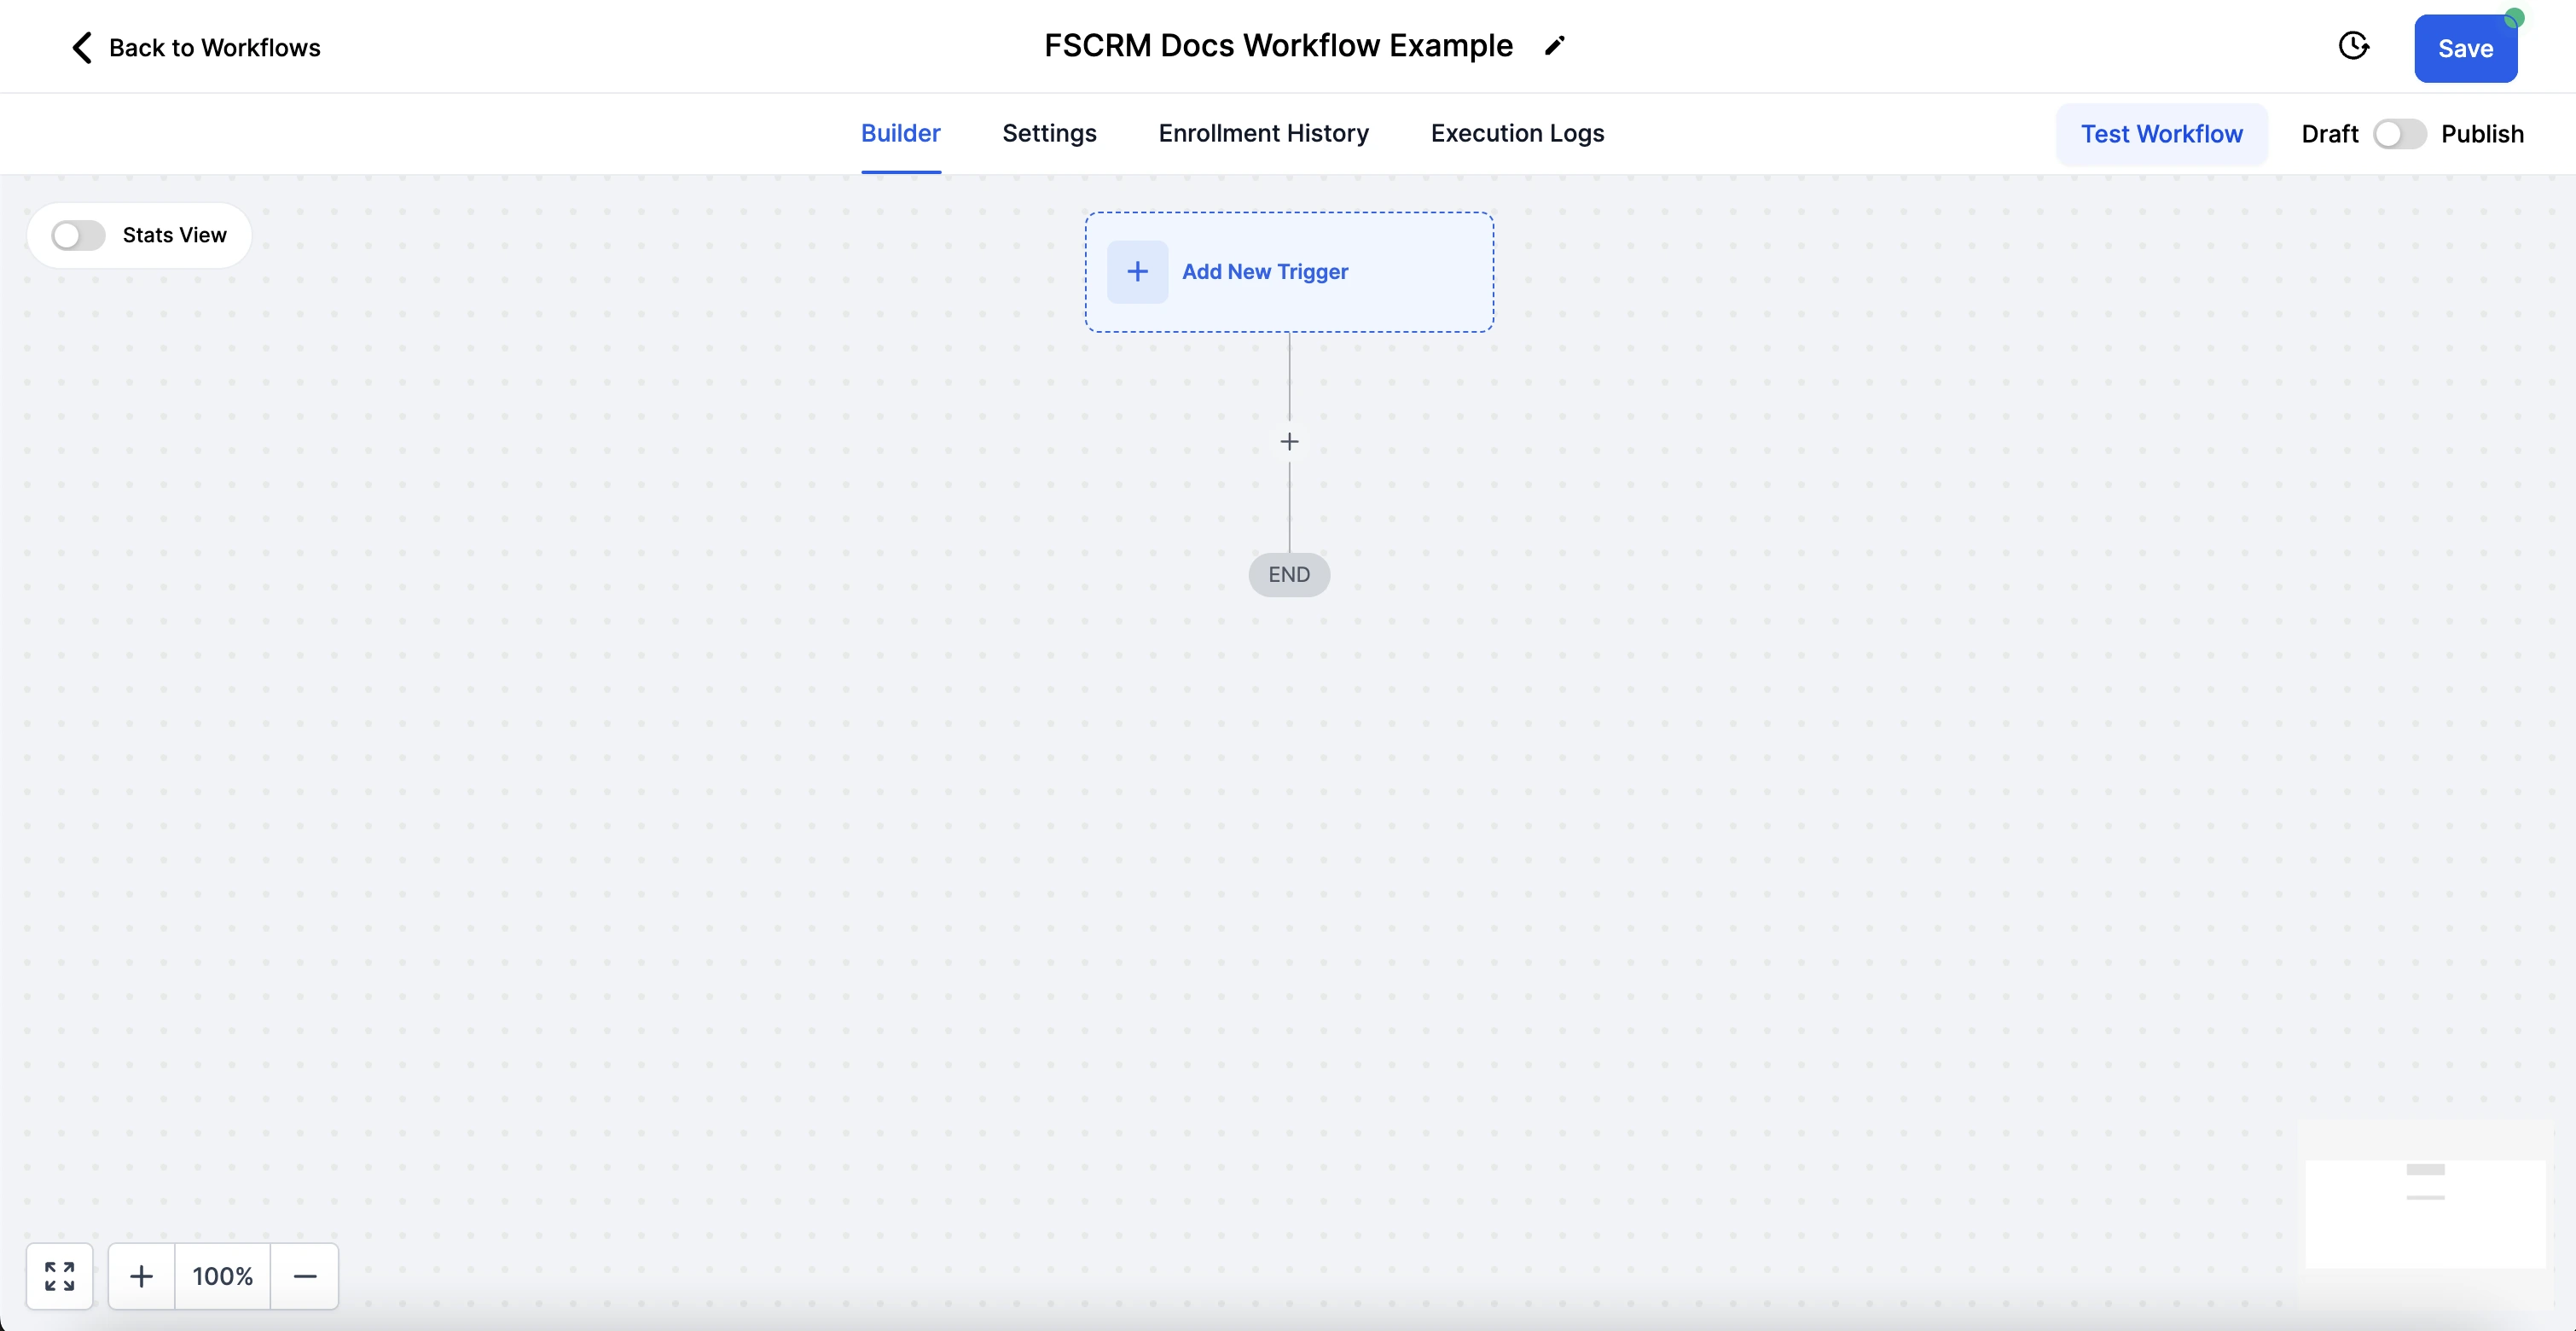 Back to Workflows
FSCRM Docs Workflow Example
Save
Builder
Settings
Enrollment History
Execution Logs
Test Workflow
Draft
Publish
Stats View
Add New Trigger
END
100%